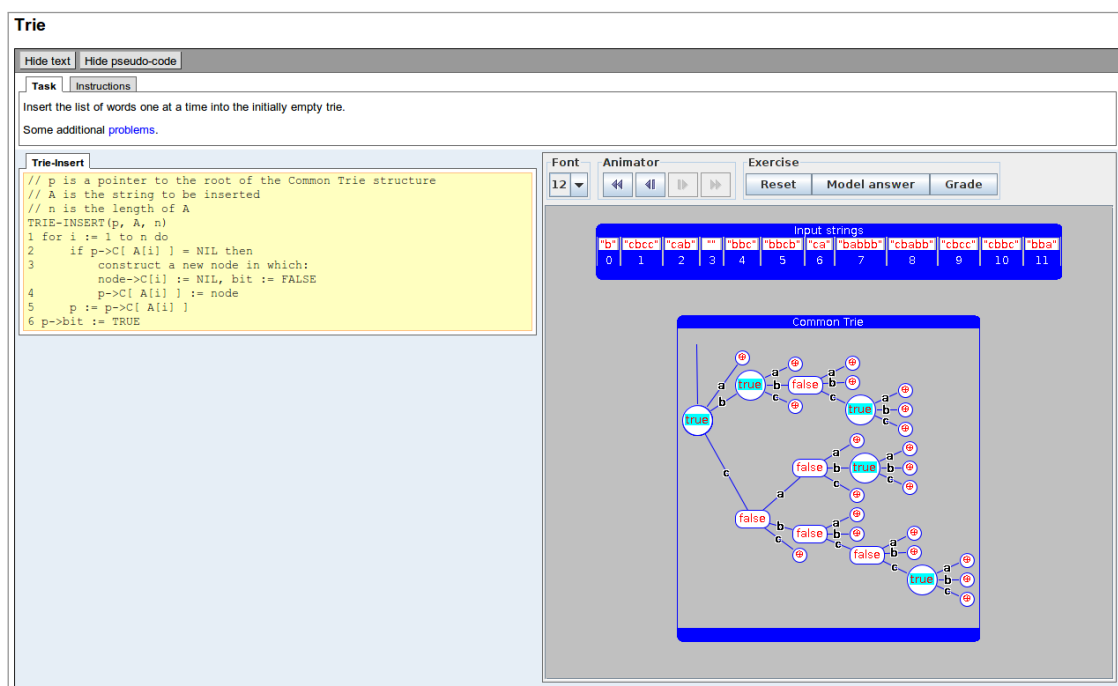 Trie
Hide text Hide pseudo-code
Task Instructions
Insert the list of words one at a time into the initially empty trie.
Some additional problems.
Trie-Insert
// p is a pointer to the root of the Common Trie structure
// A is the string to be inserted
// n is the length of A
TRIE-INSERT(p, A, n)
1 for i := 1 to n do
2 if p->C[ A[i] ] = NIL then
3 construct a new node in which:
node->C[i] := NIL, bit := FALSE
4 p->C[ A[i] ] := node
5 p := p->C[ A[i] ]
6 p->bit := TRUE
Font Animator Exercise
12 Reset Model answer Grade
Input strings
"b" "cbcc" "cab" "" "bbc" "bbcb" "ca" "babbb" "cbabb" "cbcc" "cbbc" "bba"
0 1 2 3 4 5 6 7 8 9 10 11
Common Trie
a
a a
true b false b
b c c a
true true b
c
a a
false b true b
c c c
a
false
b a
false b
c c a
false b
c a
true b
c